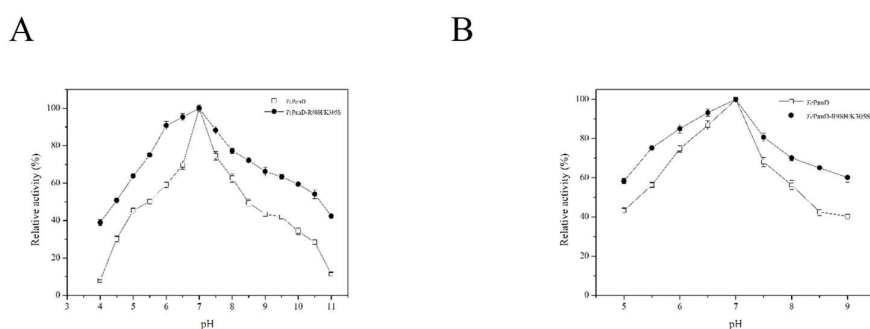 A
B
TcPanD
TcPanD-R98H/K305S
100
80
60
40
20
0
Relative activity (%)
3 4 5 6 7 8 9 10 11
pH
TcPanD
TcPanD-R98H/K305S
100
80
60
40
20
0
Relative activity (%)
5 6 7 8 9
pH